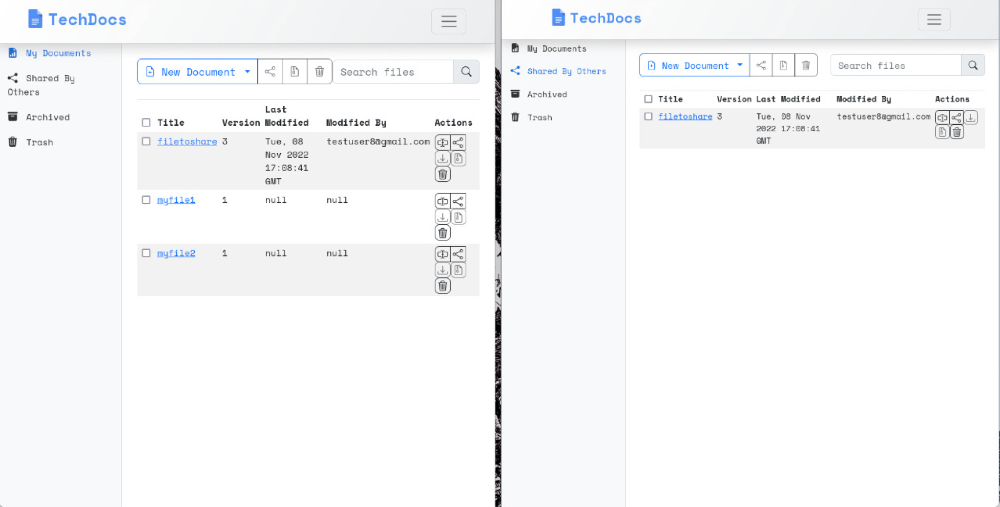 TechDocs
My Documents
Shared By
Others
Archived
Trash
New Document
Search files
Title Version Last Modified Modified By Actions
filetoshare 3 Tue, 08 Nov 2022 17:08:41 GMT testuser8@gmail.com
myfile1 1 null null
myfile2 1 null null
TechDocs
My Documents
Shared By Others
Archived
Trash
New Document
Search files
Title Version Last Modified Modified By Actions
filetoshare 3 Tue, 08 Nov 2022 17:08:41 GMT testuser8@gmail.com